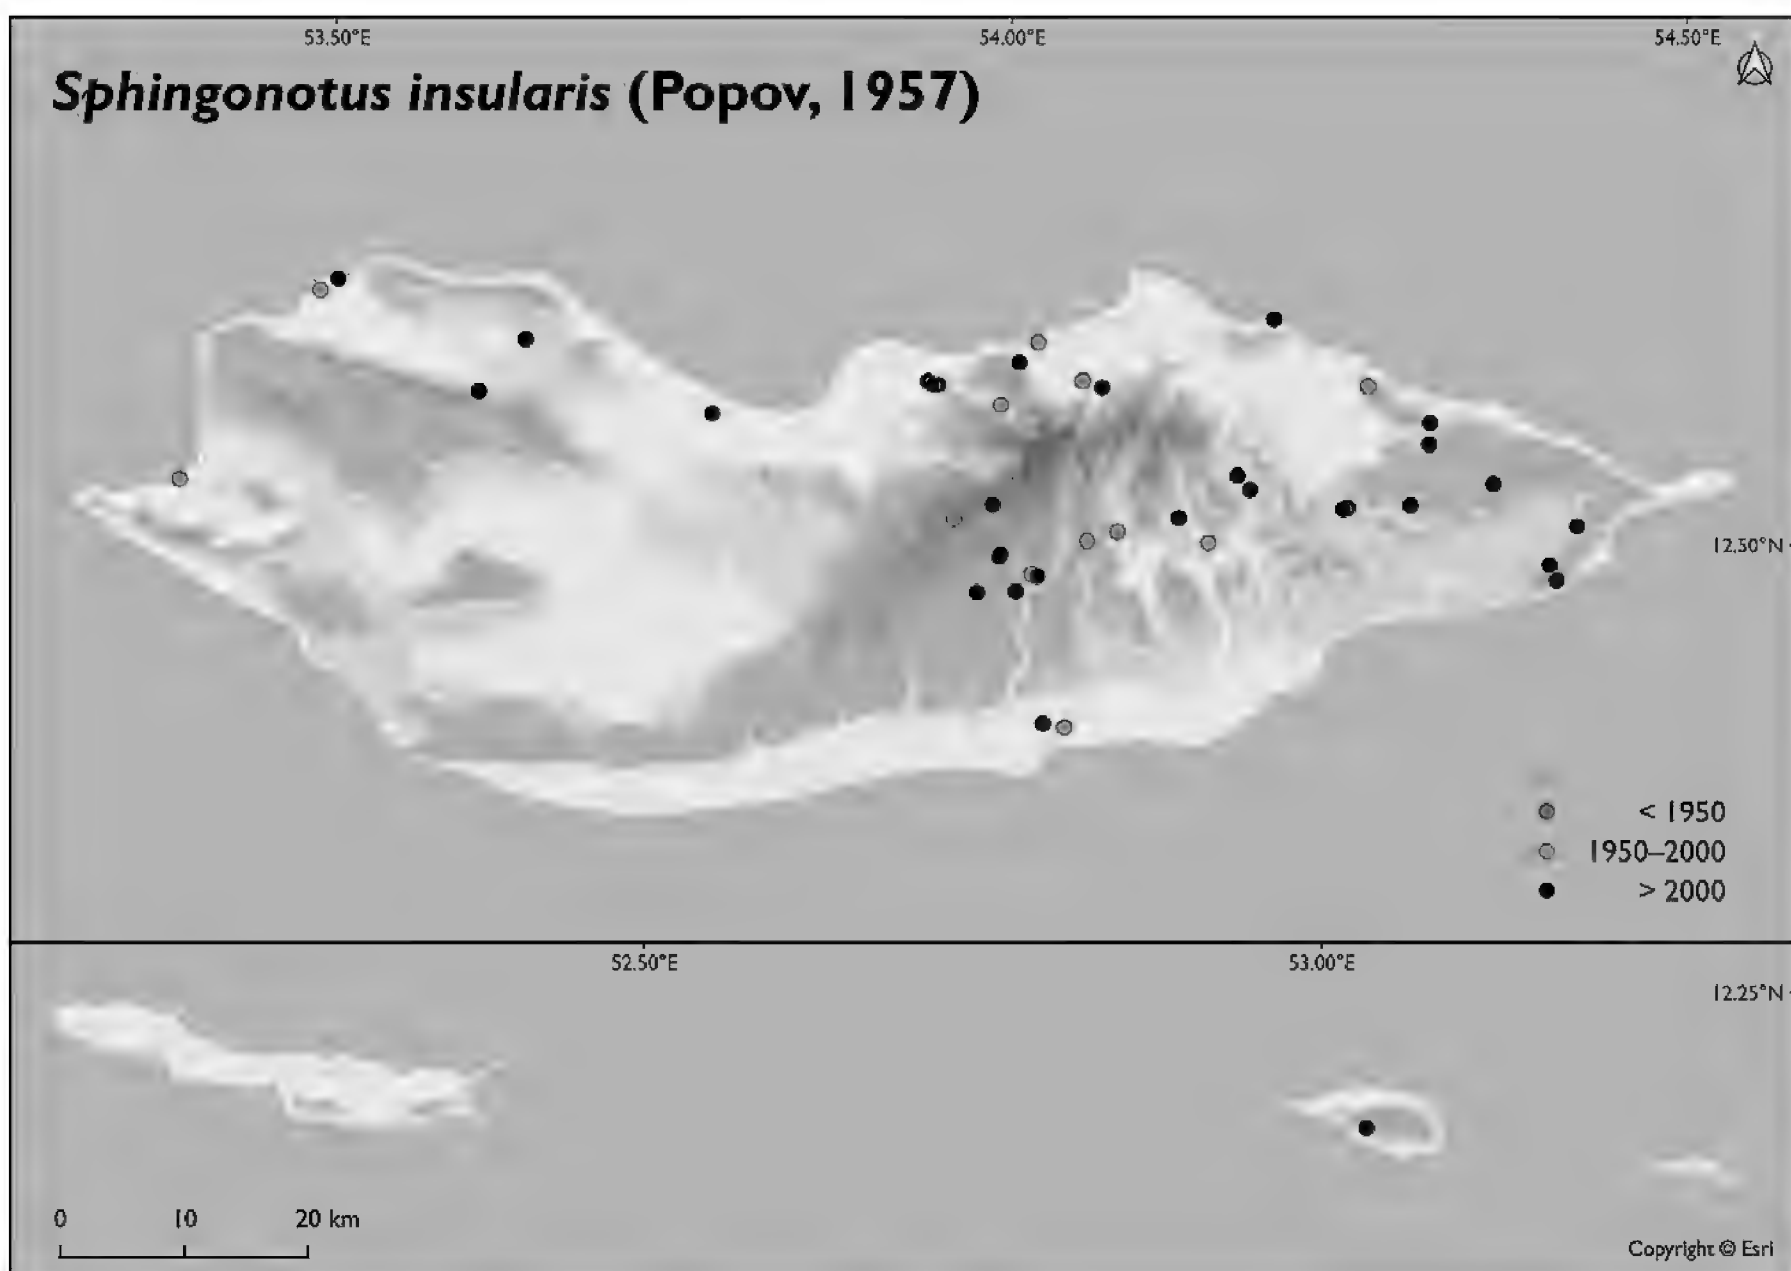 53.50°E 54.00°E 54.50°E
Sphingonotus insularis (Popov, 1957)
12.50°N
< 1950
1950–2000
> 2000
52.50°E 53.00°E
12.25°N
0 10 20 km
Copyright © Esri